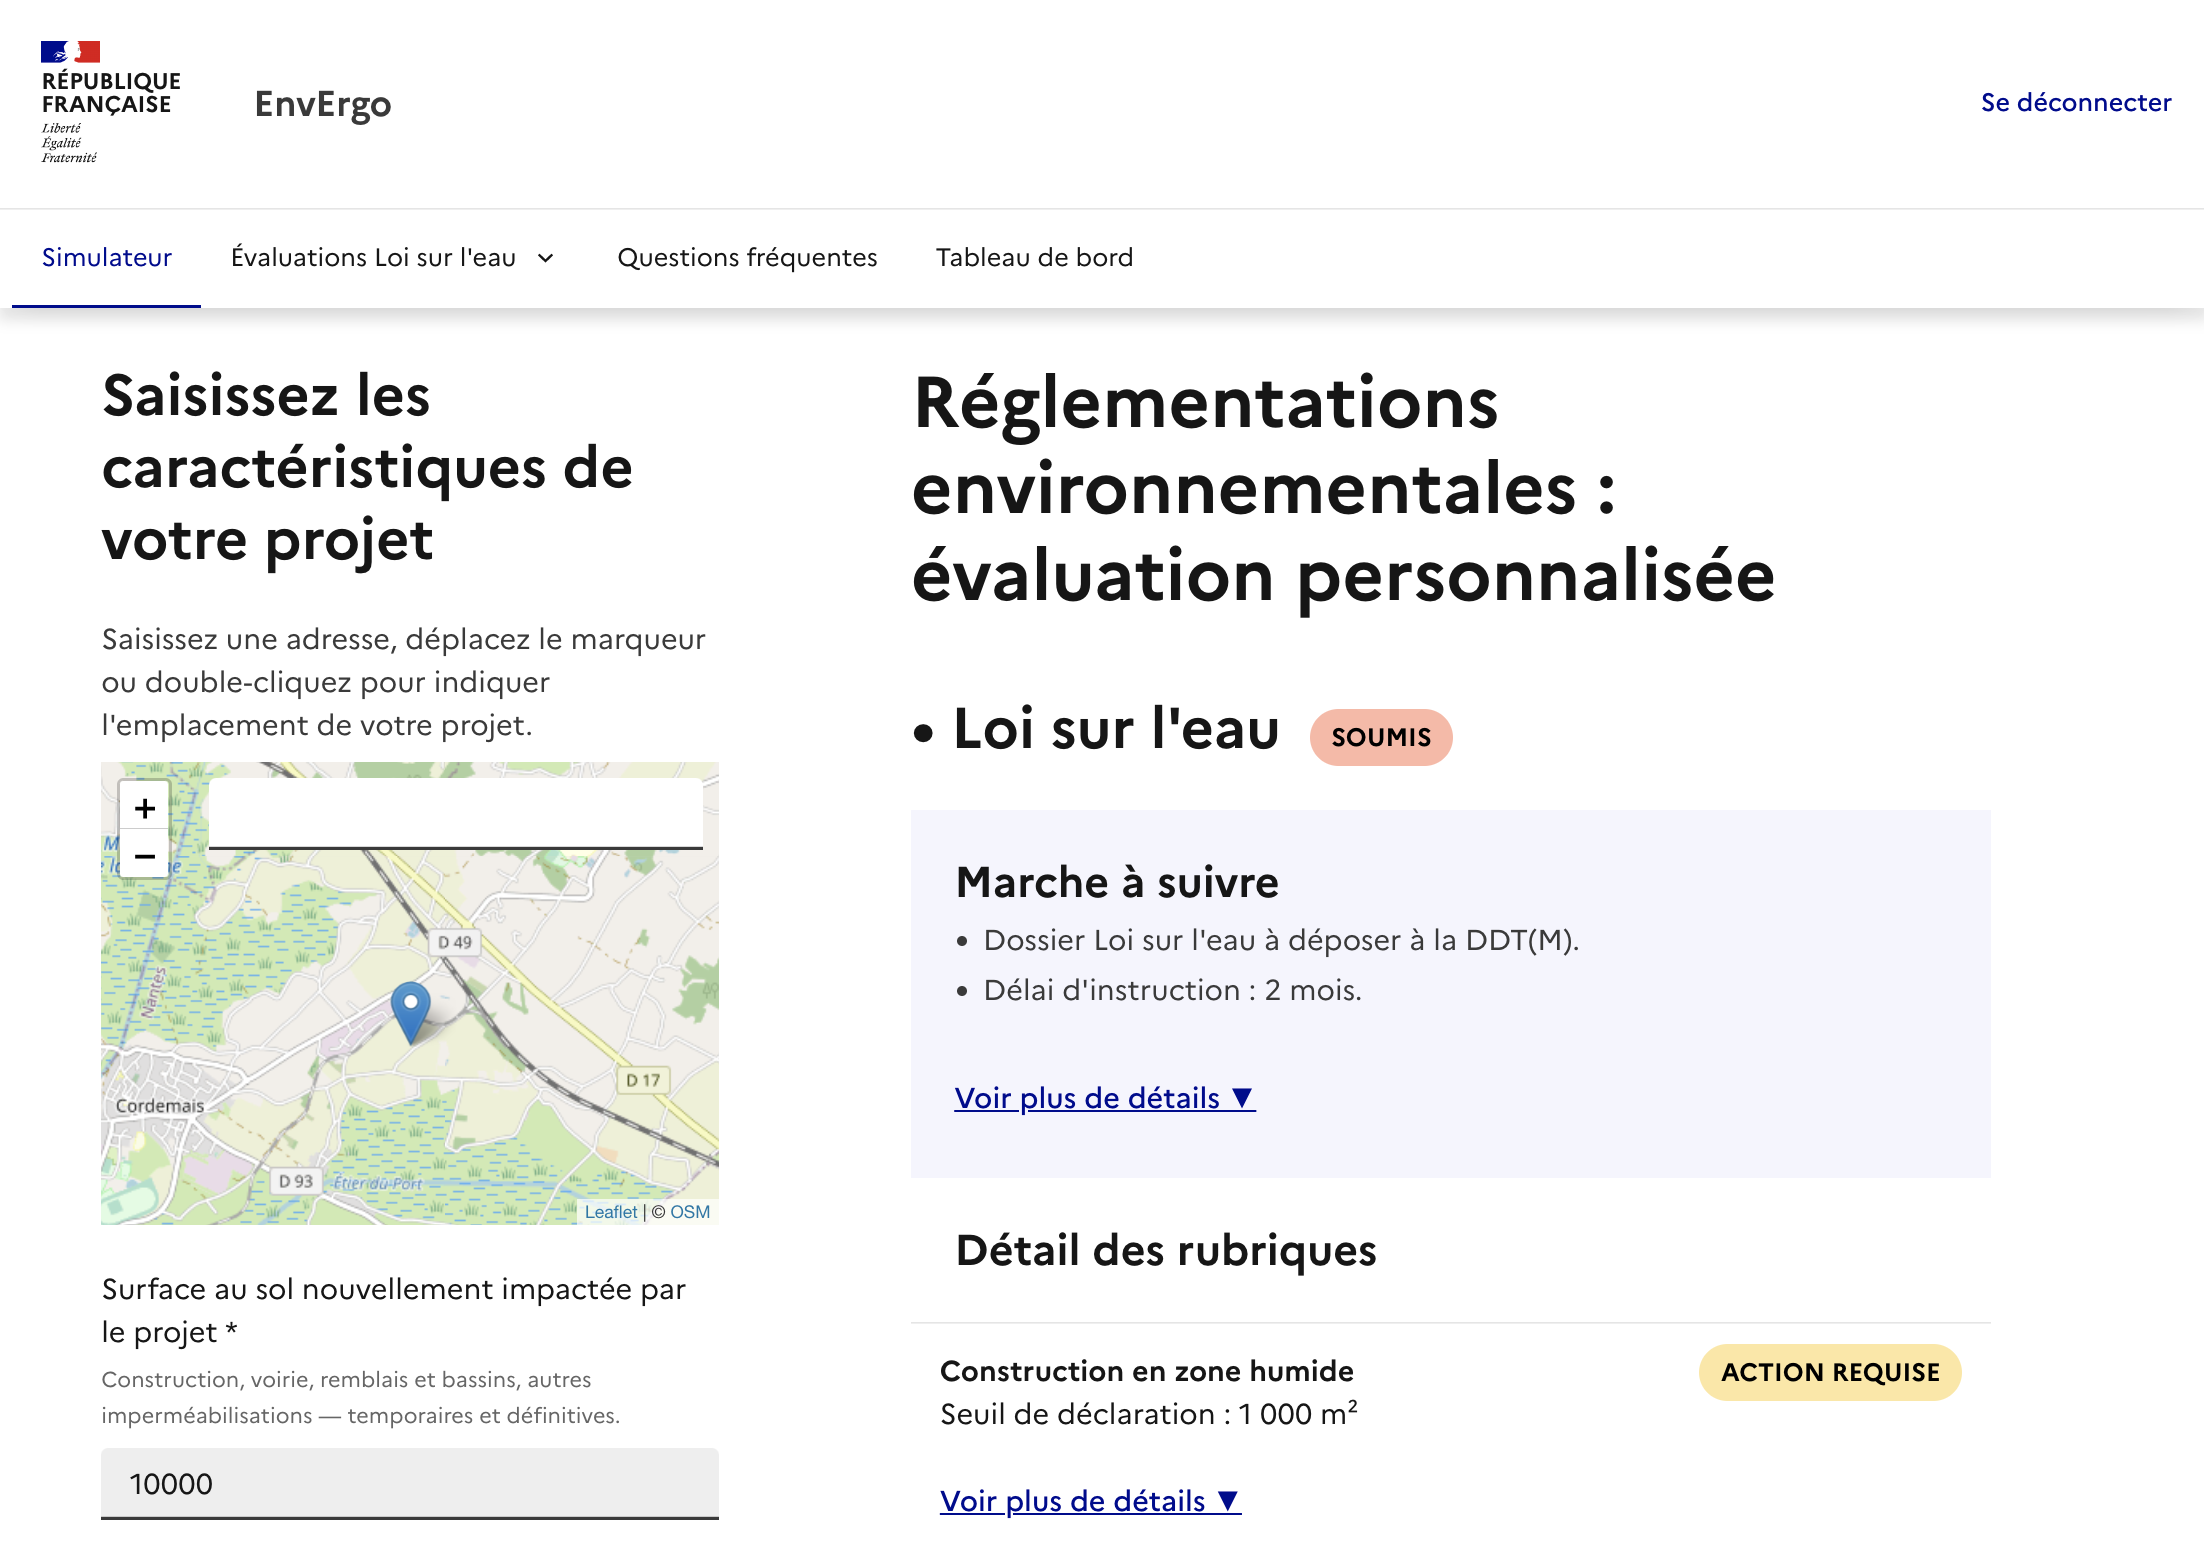 RÉPUBLIQUE
FRANÇAISE
Liberté
Égalité
Fraternité
EnvErgo
Se déconnecter
Simulateur
Évaluations Loi sur l'eau
Questions fréquentes
Tableau de bord
Saisissez les
caractéristiques de
votre projet
Saisissez une adresse, déplacez le marqueur
ou double-cliquez pour indiquer
l'emplacement de votre projet.
+
−
D 49
Nantes
D 17
Cordemais
D 93
Étier du Port
Leaflet | © OSM
Surface au sol nouvellement impactée par
le projet *
Construction, voirie, remblais et bassins, autres
imperméabilisations — temporaires et définitives.
10000
Réglementations
environnementales :
évaluation personnalisée
• Loi sur l'eau SOUMIS
Marche à suivre
• Dossier Loi sur l'eau à déposer à la DDT(M).
• Délai d'instruction : 2 mois.
Voir plus de détails ▼
Détail des rubriques
Construction en zone humide
ACTION REQUISE
Seuil de déclaration : 1 000 m²
Voir plus de détails ▼